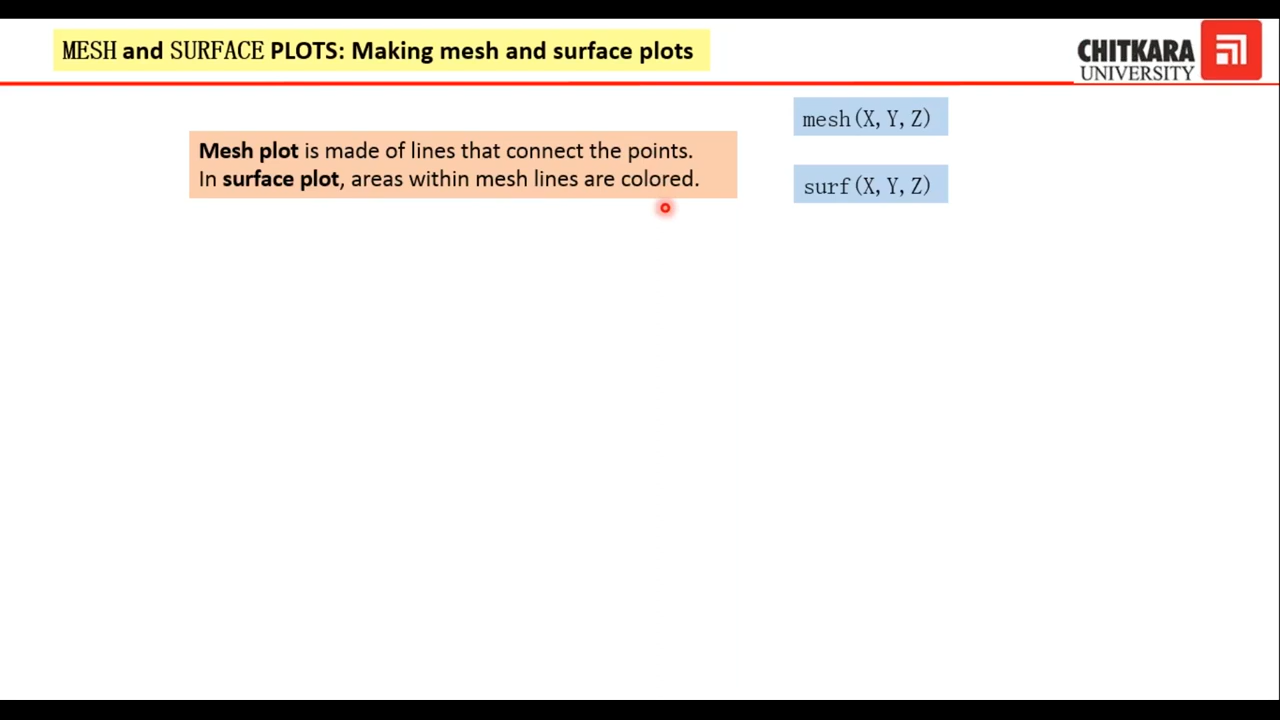 MESH and SURFACE PLOTS: Making mesh and surface plots
CHITKARA
UNIVERSITY
mesh(X,Y,Z)
Mesh plot is made of lines that connect the points.
In surface plot, areas within mesh lines are colored.
surf(X,Y,Z)